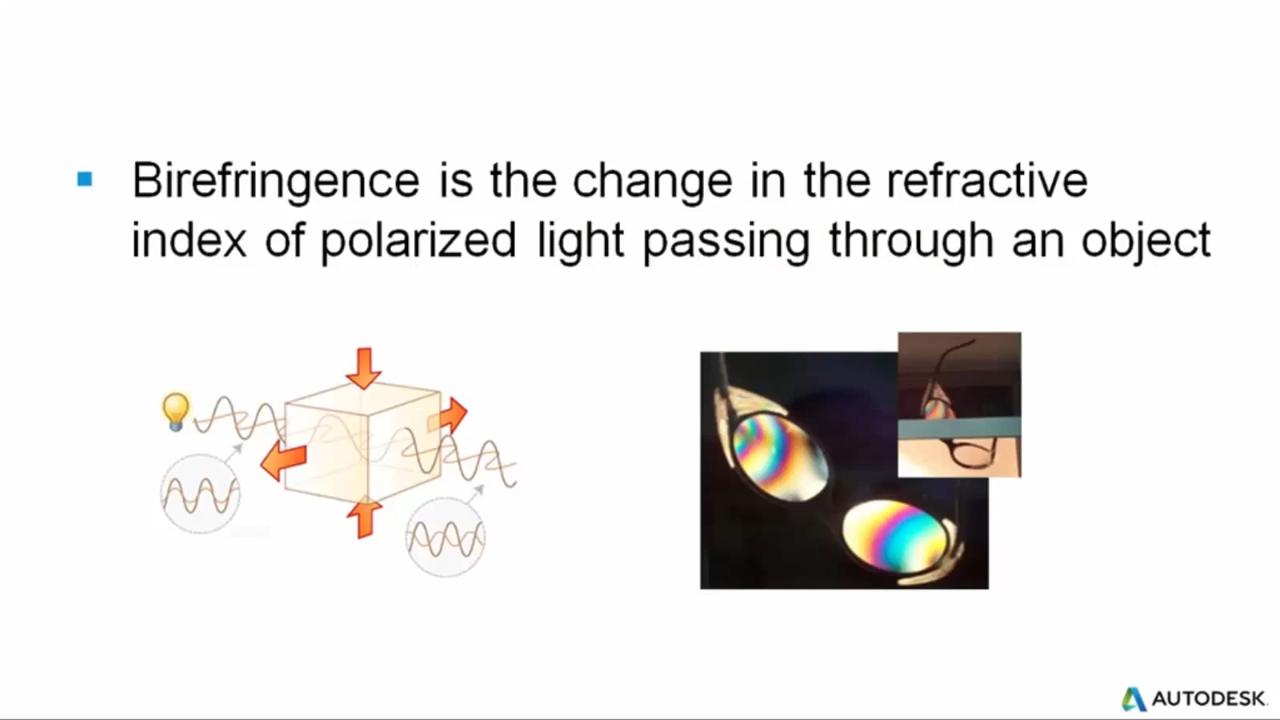 Birefringence is the change in the refractive
index of polarized light passing through an object
AUTODESK